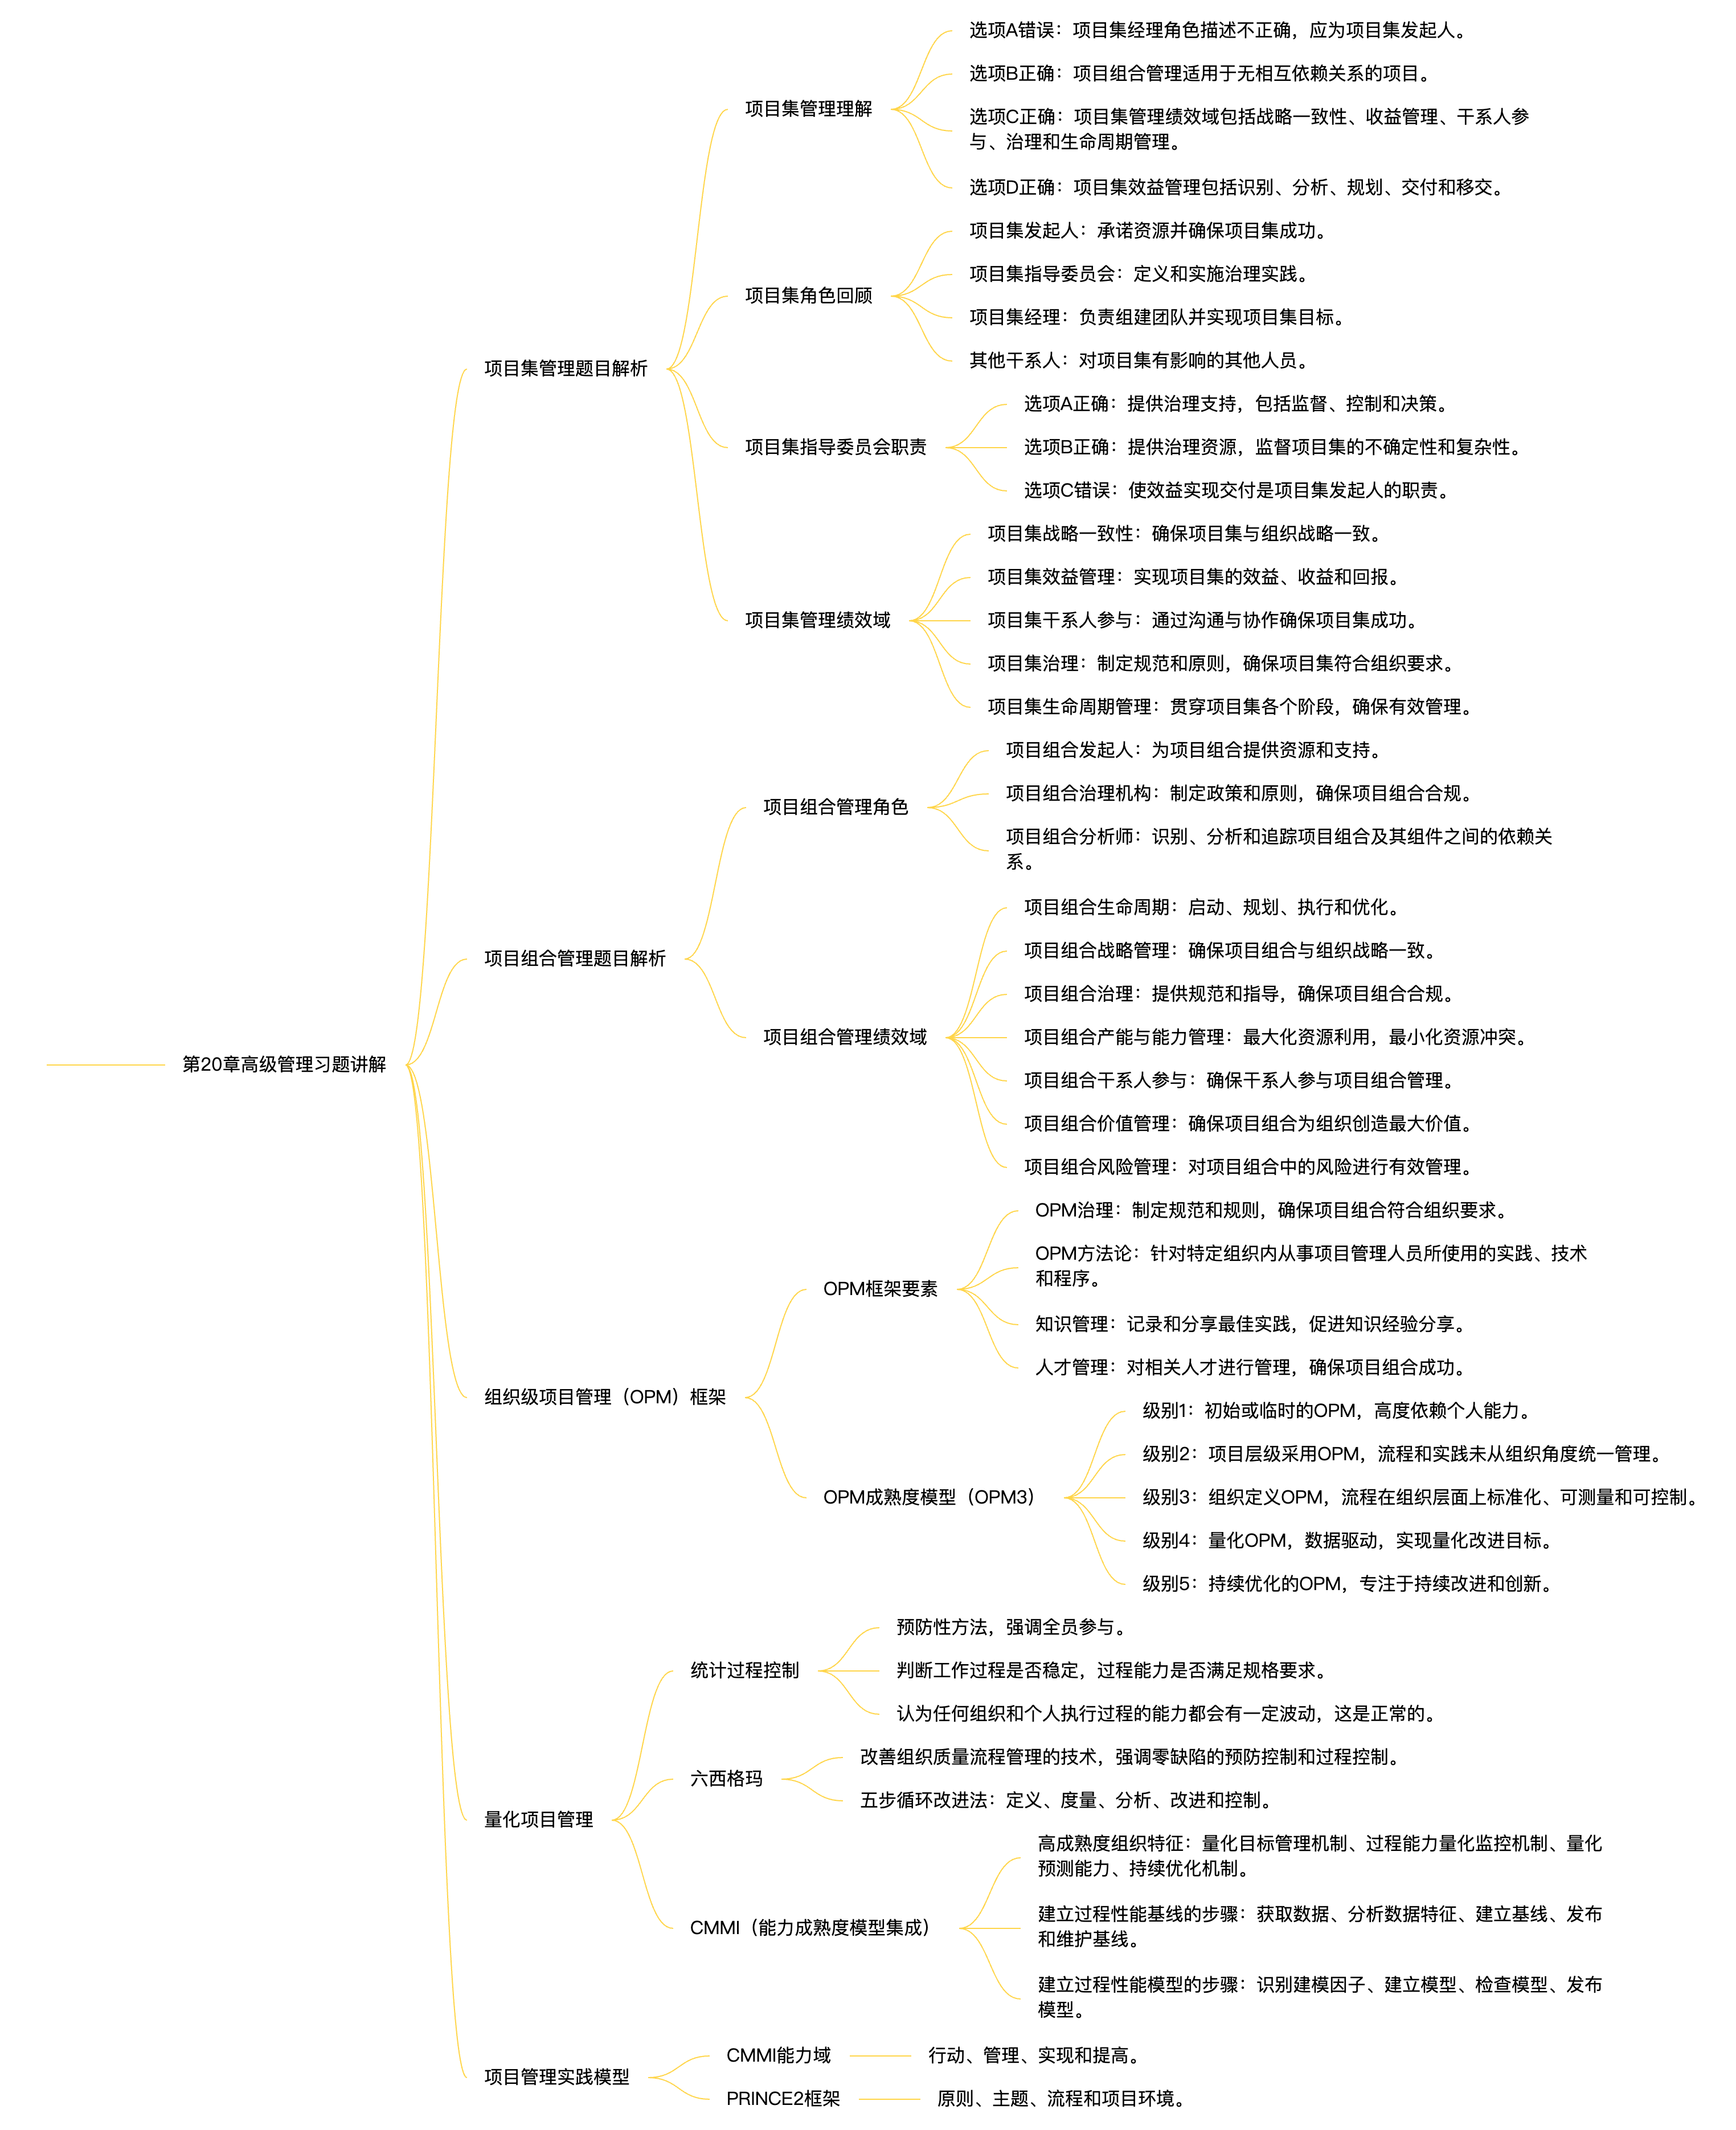 第20章高级管理习题讲解
项目集管理题目解析
项目集管理理解
选项A错误：项目集经理角色描述不正确，应为项目集发起人。
选项B正确：项目组合管理适用于无相互依赖关系的项目。
选项C正确：项目集管理绩效域包括战略一致性、收益管理、干系人参
与、治理和生命周期管理。
选项D正确：项目集效益管理包括识别、分析、规划、交付和移交。
项目集角色回顾
项目集发起人：承诺资源并确保项目集成功。
项目集指导委员会：定义和实施治理实践。
项目集经理：负责组建团队并实现项目集目标。
其他干系人：对项目集有影响的其他人员。
项目集指导委员会职责
选项A正确：提供治理支持，包括监督、控制和决策。
选项B正确：提供治理资源，监督项目集的不确定性和复杂性。
选项C错误：使效益实现交付是项目集发起人的职责。
项目集管理绩效域
项目集战略一致性：确保项目集与组织战略一致。
项目集效益管理：实现项目集的效益、收益和回报。
项目集干系人参与：通过沟通与协作确保项目集成功。
项目集治理：制定规范和原则，确保项目集符合组织要求。
项目集生命周期管理：贯穿项目集各个阶段，确保有效管理。
项目组合管理题目解析
项目组合管理角色
项目组合发起人：为项目组合提供资源和支持。
项目组合治理机构：制定政策和原则，确保项目组合合规。
项目组合分析师：识别、分析和追踪项目组合及其组件之间的依赖关
系。
项目组合管理绩效域
项目组合生命周期：启动、规划、执行和优化。
项目组合战略管理：确保项目组合与组织战略一致。
项目组合治理：提供规范和指导，确保项目组合合规。
项目组合产能与能力管理：最大化资源利用，最小化资源冲突。
项目组合干系人参与：确保干系人参与项目组合管理。
项目组合价值管理：确保项目组合为组织创造最大价值。
项目组合风险管理：对项目组合中的风险进行有效管理。
组织级项目管理（OPM）框架
OPM框架要素
OPM治理：制定规范和规则，确保项目组合符合组织要求。
OPM方法论：针对特定组织内从事项目管理人员所使用的实践、技术
和程序。
知识管理：记录和分享最佳实践，促进知识经验分享。
人才管理：对相关人才进行管理，确保项目组合成功。
OPM成熟度模型（OPM3）
级别1：初始或临时的OPM，高度依赖个人能力。
级别2：项目层级采用OPM，流程和实践未从组织角度统一管理。
级别3：组织定义OPM，流程在组织层面上标准化、可测量和可控制。
级别4：量化OPM，数据驱动，实现量化改进目标。
级别5：持续优化的OPM，专注于持续改进和创新。
量化项目管理
统计过程控制
预防性方法，强调全员参与。
判断工作过程是否稳定，过程能力是否满足规格要求。
认为任何组织和个人执行过程的能力都会有一定波动，这是正常的。
六西格玛
改善组织质量流程管理的技术，强调零缺陷的预防控制和过程控制。
五步循环改进法：定义、度量、分析、改进和控制。
CMMI（能力成熟度模型集成）
高成熟度组织特征：量化目标管理机制、过程能力量化监控机制、量化
预测能力、持续优化机制。
建立过程性能基线的步骤：获取数据、分析数据特征、建立基线、发布
和维护基线。
建立过程性能模型的步骤：识别建模因子、建立模型、检查模型、发布
模型。
项目管理实践模型
CMMI能力域
行动、管理、实现和提高。
PRINCE2框架
原则、主题、流程和项目环境。